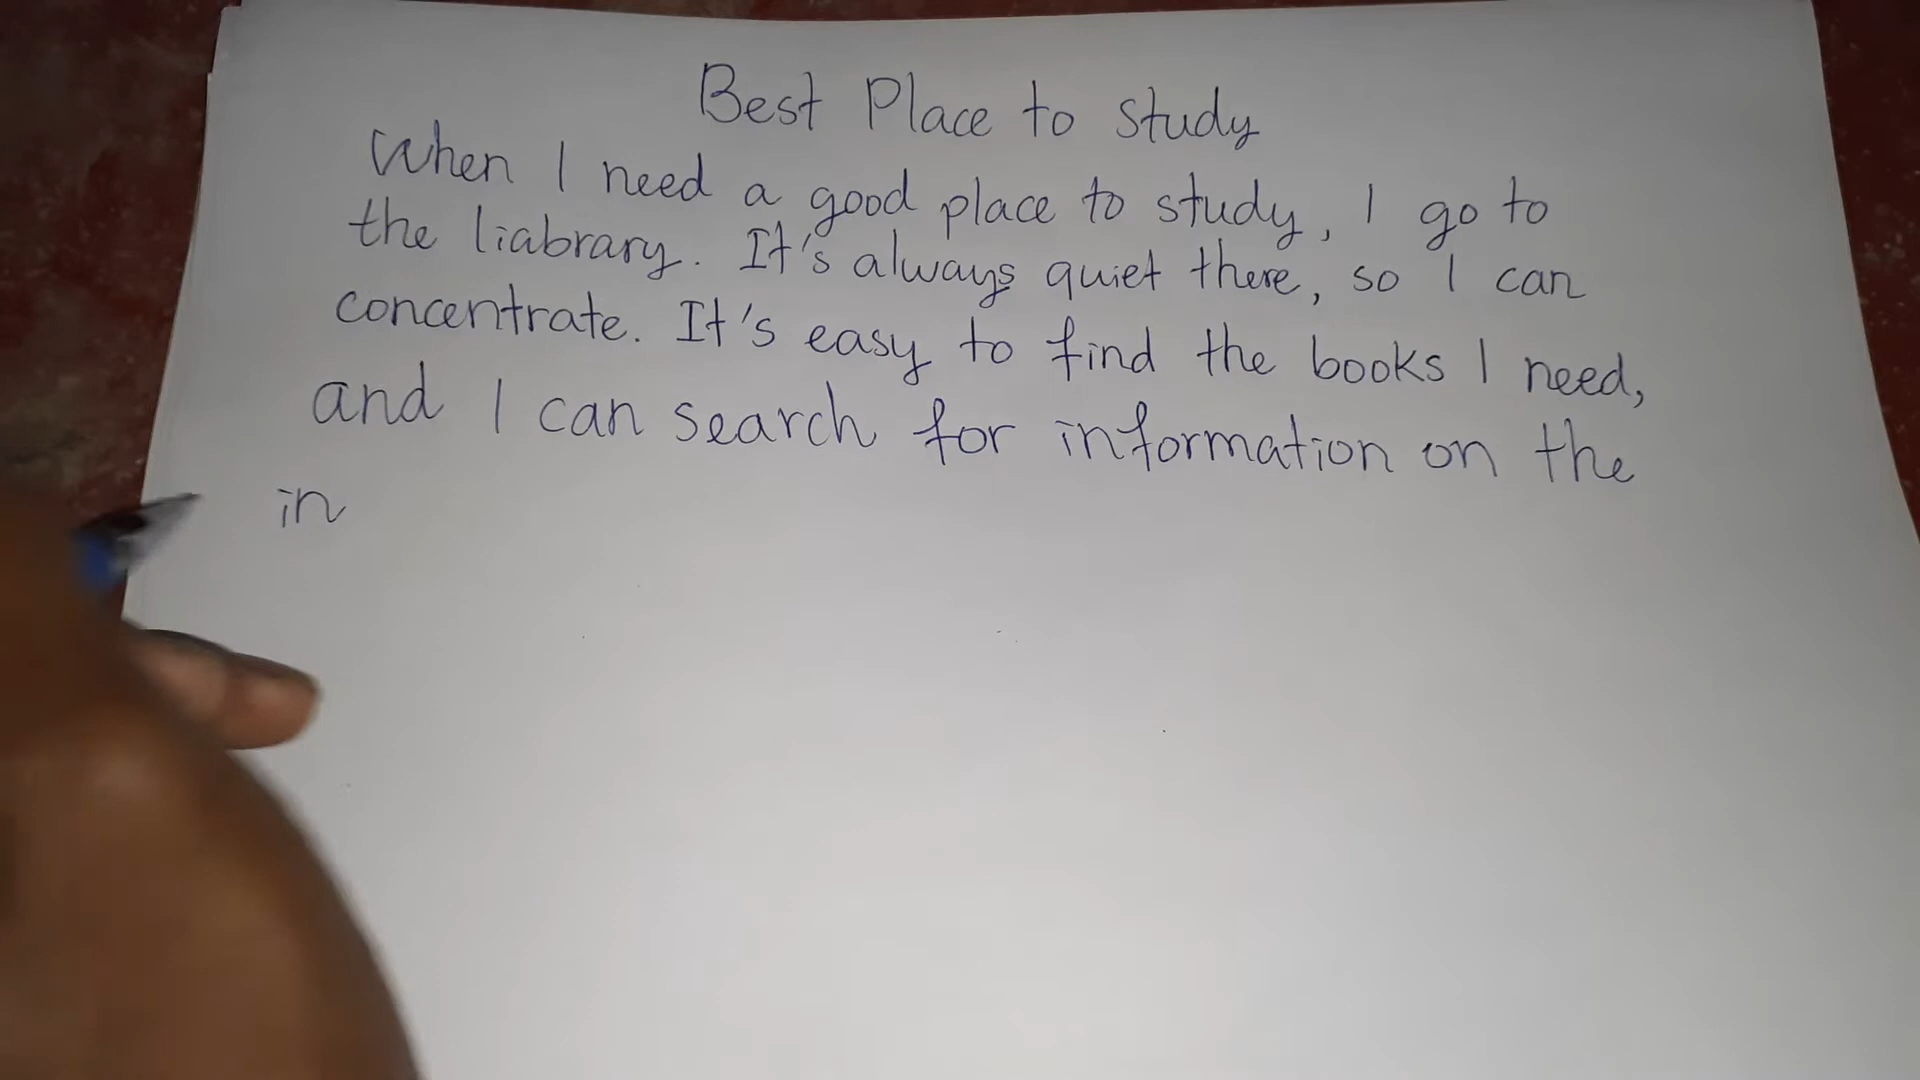 Best Place to study
When I need a good place to study, I go to
the liabrary. It's always quiet there, so I can
concentrate. It's easy to find the books I need,
and I can search for information on the
in